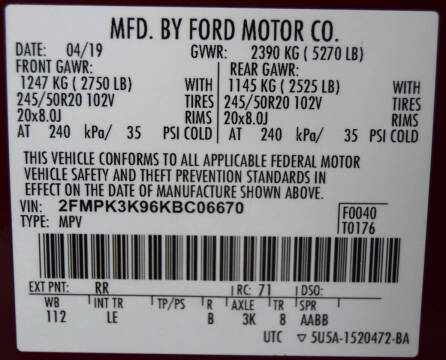 MFD. BY FORD MOTOR CO.
DATE: 04/19 GVWR: 2390 KG ( 5270 LB)
FRONT GAWR: REAR GAWR:
1247 KG ( 2750 LB) WITH 1145 KG ( 2525 LB) WITH
245/50R20 102V TIRES 245/50R20 102V TIRES
20x8.0J RIMS 20x8.0J RIMS
AT 240 kPa/ 35 PSI COLD AT 240 kPa/ 35 PSI COLD
THIS VEHICLE CONFORMS TO ALL APPLICABLE FEDERAL MOTOR
VEHICLE SAFETY AND THEFT PREVENTION STANDARDS IN
EFFECT ON THE DATE OF MANUFACTURE SHOWN ABOVE.
VIN: 2FMPK3K96KBC06670 F0040
TYPE: MPV T0176
EXT PNT: RR RC: 71 DSO:
WB INT TR TP/PS R AXLE TR SPR
112 LE B 3K 8 AABB
UTC ▽ 5U5A-1520472-BA